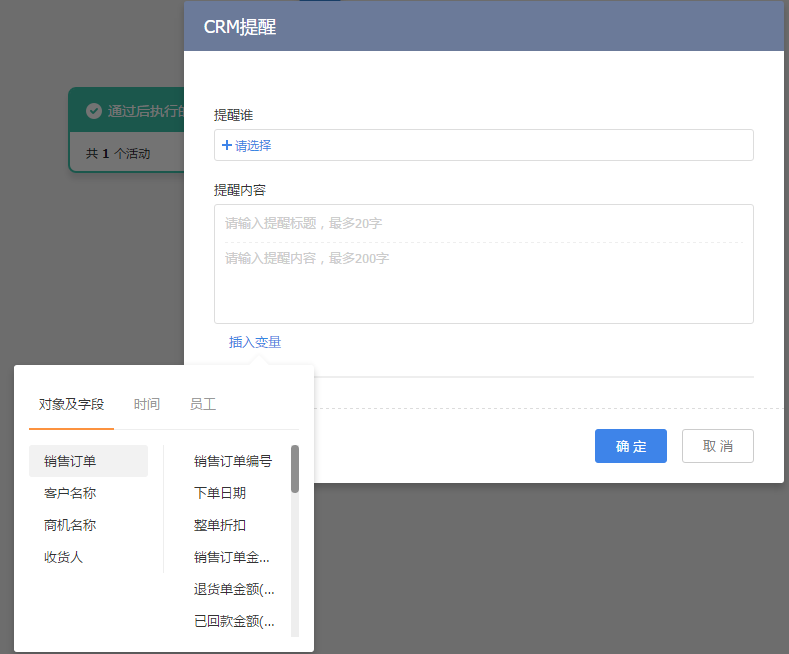 CRM提醒
通过后执行的
共 1 个活动
提醒谁
+请选择
提醒内容
请输入提醒标题，最多20字
请输入提醒内容，最多200字
插入变量
对象及字段 时间 员工
销售订单 销售订单编号
客户名称 下单日期
商机名称 整单折扣
收货人 销售订单金...
退货单金额(...
已回款金额(...
确 定 取 消